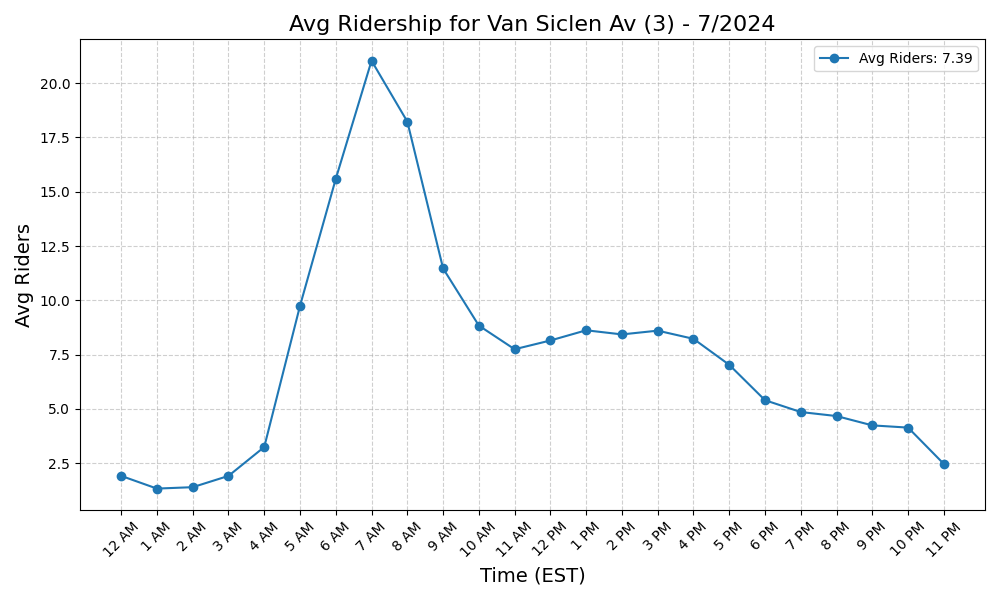 Avg Ridership for Van Siclen Av (3) - 7/2024
Avg Riders: 7.39
Avg Riders
20.0
17.5
15.0
12.5
10.0
7.5
5.0
2.5
12 AM
1 AM
2 AM
3 AM
4 AM
5 AM
6 AM
7 AM
8 AM
9 AM
10 AM
11 AM
12 PM
1 PM
2 PM
3 PM
4 PM
5 PM
6 PM
7 PM
8 PM
9 PM
10 PM
11 PM
Time (EST)